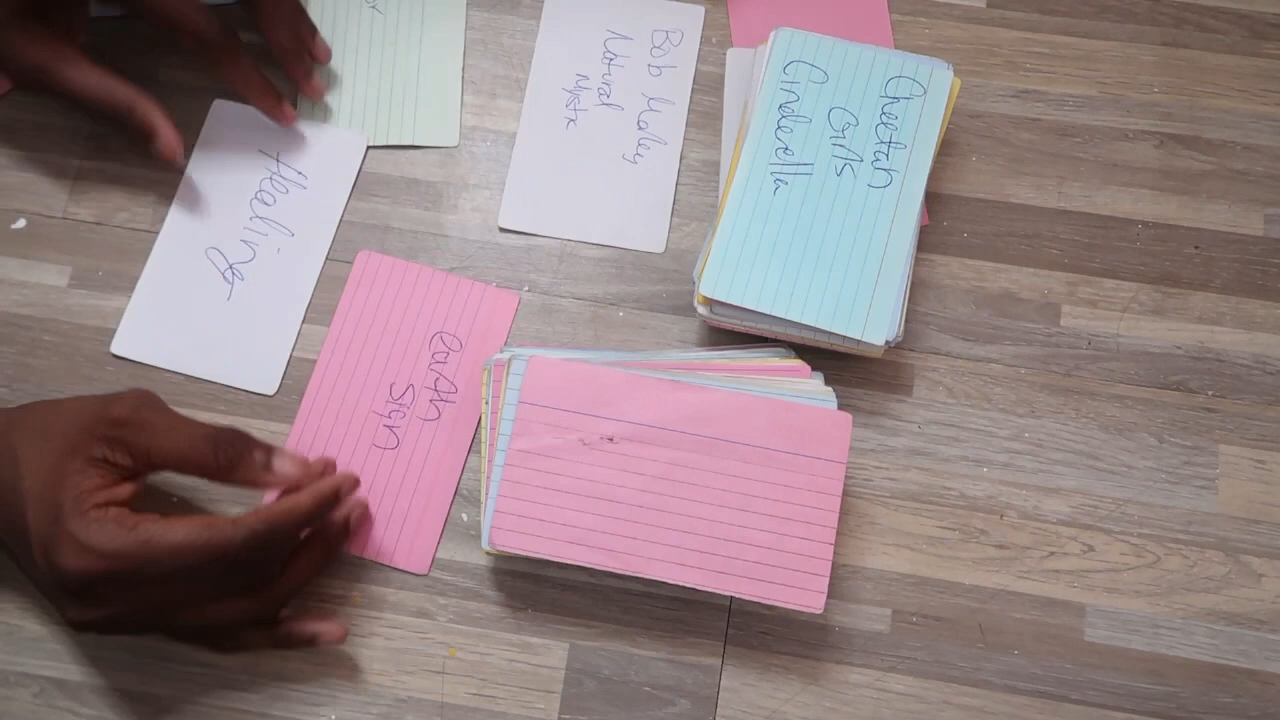 Healing
earth
sign
Bob Marley
Natural
Mystic
Cheetah
Girls
Cinderella